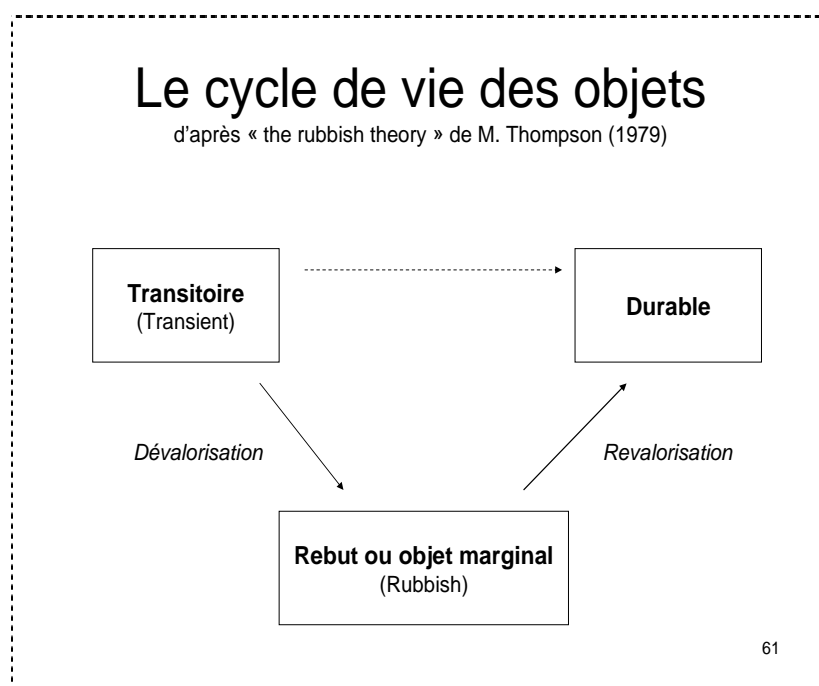 Le cycle de vie des objets
d'après « the rubbish theory » de M. Thompson (1979)
Transitoire
(Transient)
Durable
Dévalorisation
Revalorisation
Rebut ou objet marginal
(Rubbish)
61